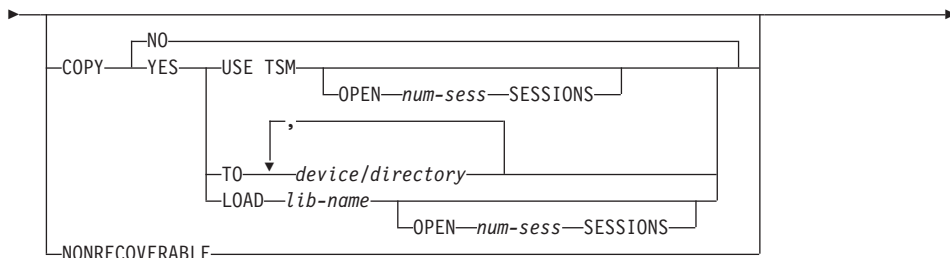 NO
COPY YES USE TSM
OPEN num-sess SESSIONS
,
TO device/directory
LOAD lib-name
OPEN num-sess SESSIONS
NONRECOVERABLE